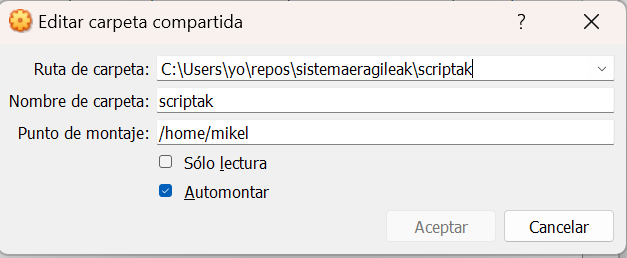 Editar carpeta compartida
Ruta de carpeta: C:\Users\yo\repos\sistemaeragileak\scriptak
Nombre de carpeta: scriptak
Punto de montaje: /home/mikel
Sólo lectura
Automontar
Aceptar Cancelar